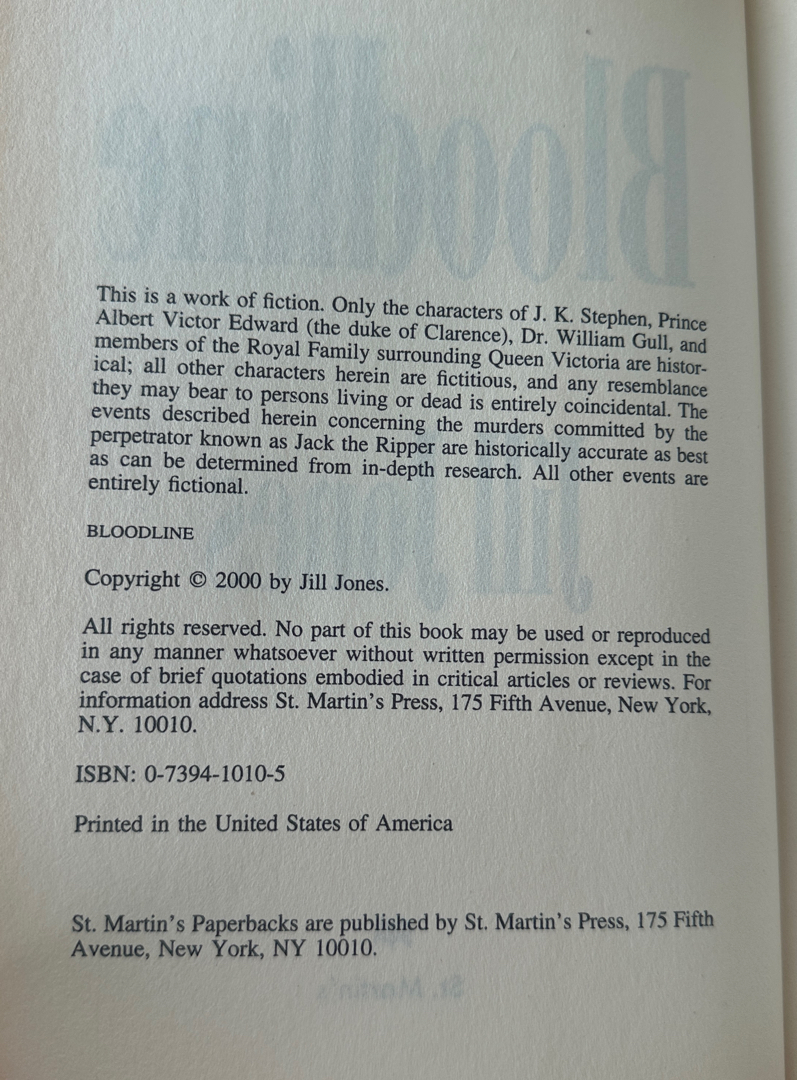 Bloodline
This is a work of fiction. Only the characters of J. K. Stephen, Prince
Albert Victor Edward (the duke of Clarence), Dr. William Gull, and
members of the Royal Family surrounding Queen Victoria are histor-
ical; all other characters herein are fictitious, and any resemblance
they may bear to persons living or dead is entirely coincidental. The
events described herein concerning the murders committed by the
perpetrator known as Jack the Ripper are historically accurate as best
as can be determined from in-depth research. All other events are
entirely fictional.
BLOODLINE
Copyright © 2000 by Jill Jones.
All rights reserved. No part of this book may be used or reproduced
in any manner whatsoever without written permission except in the
case of brief quotations embodied in critical articles or reviews. For
information address St. Martin's Press, 175 Fifth Avenue, New York,
N.Y. 10010.
ISBN: 0-7394-1010-5
Printed in the United States of America
St. Martin's Paperbacks are published by St. Martin's Press, 175 Fifth
Avenue, New York, NY 10010.
St. Martin's